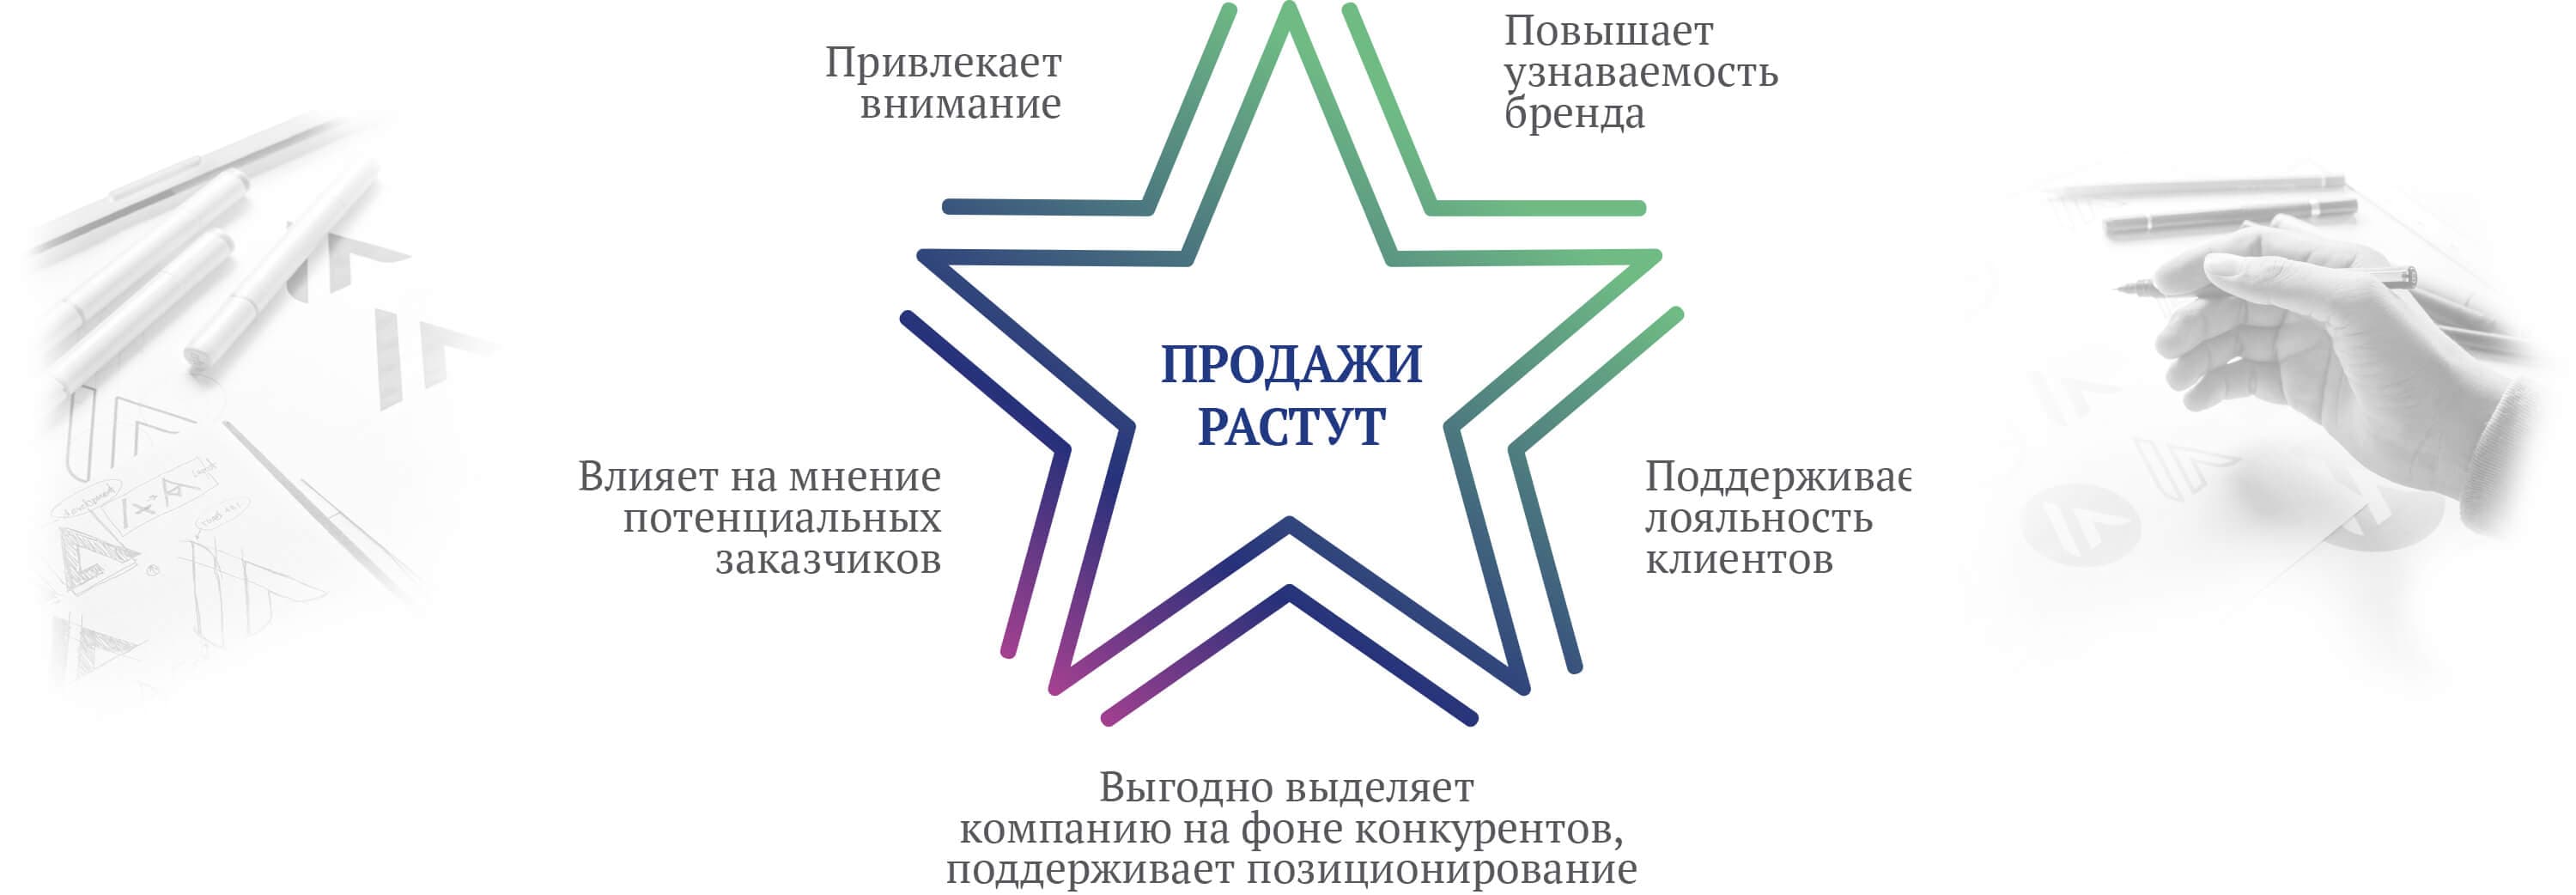 Привлекает
внимание
Повышает
узнаваемость
бренда
ПРОДАЖИ
РАСТУТ
Влияет на мнение
потенциальных
заказчиков
Поддерживае
лояльность
клиентов
Выгодно выделяет
компанию на фоне конкурентов,
поддерживает позиционирование